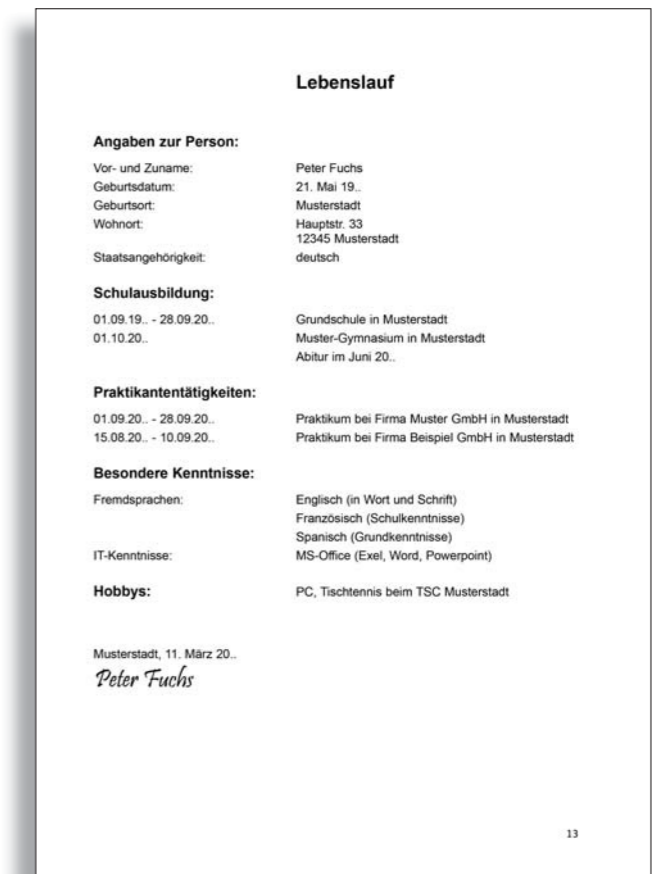 Lebenslauf
Angaben zur Person:
Vor- und Zuname: Peter Fuchs
Geburtsdatum: 21. Mai 19..
Geburtsort: Musterstadt
Wohnort: Hauptstr. 33
12345 Musterstadt
Staatsangehörigkeit: deutsch
Schulausbildung:
01.09.19.. - 28.09.20.. Grundschule in Musterstadt
01.10.20.. Muster-Gymnasium in Musterstadt
Abitur im Juni 20..
Praktikantentätigkeiten:
01.09.20.. - 28.09.20.. Praktikum bei Firma Muster GmbH in Musterstadt
15.08.20.. - 10.09.20.. Praktikum bei Firma Beispiel GmbH in Musterstadt
Besondere Kenntnisse:
Fremdsprachen: Englisch (in Wort und Schrift)
Französisch (Schulkenntnisse)
Spanisch (Grundkenntnisse)
IT-Kenntnisse: MS-Office (Exel, Word, Powerpoint)
Hobbys: PC, Tischtennis beim TSC Musterstadt
Musterstadt, 11. März 20..
Peter Fuchs
13